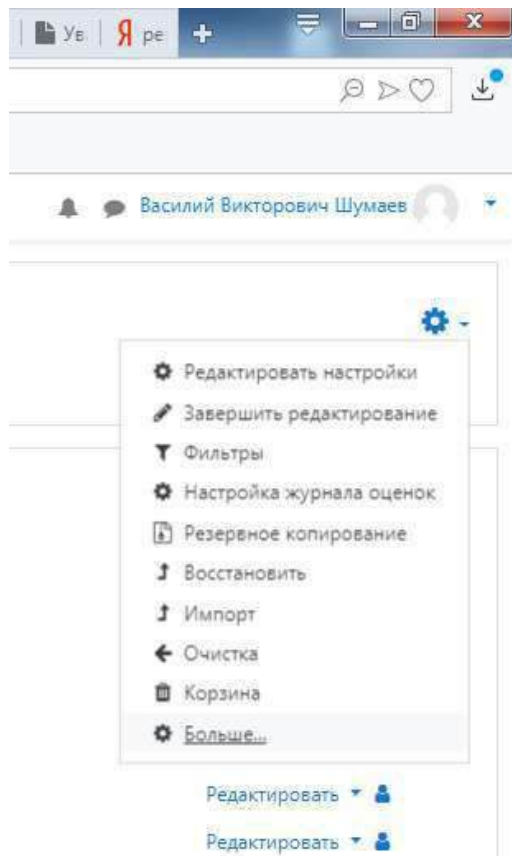 Ув Я ре
Василий Викторович Шумаев
Редактировать настройки
Завершить редактирование
Фильтры
Настройка журнала оценок
Резервное копирование
Восстановить
Импорт
Очистка
Корзина
Больше...
Редактировать
Редактировать